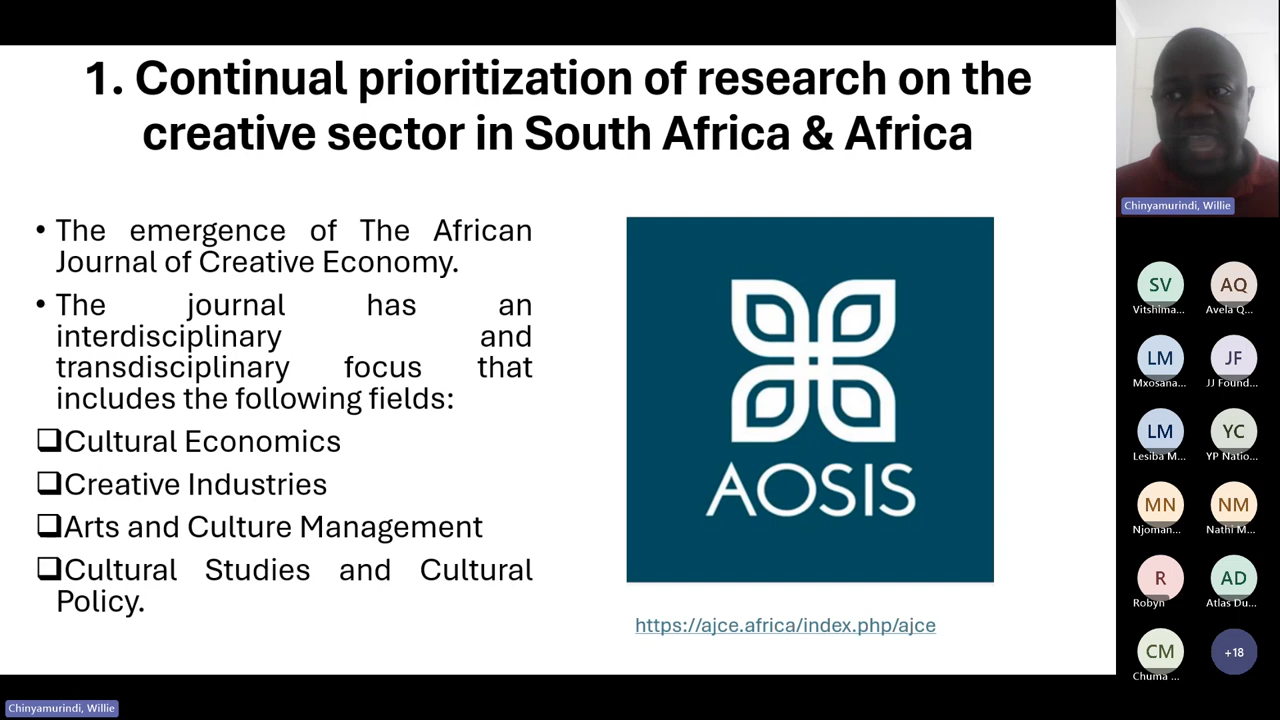 1. Continual prioritization of research on the
creative sector in South Africa & Africa
• The emergence of The African
Journal of Creative Economy.
• The journal has an
interdisciplinary and
transdisciplinary focus that
includes the following fields:
❑Cultural Economics
❑Creative Industries
❑Arts and Culture Management
❑Cultural Studies and Cultural
Policy.
AOSIS
https://ajce.africa/index.php/ajce
Chinyamurindi, Willie
SV
Vitshima...
AQ
Avela Q...
LM
Mxosana...
JF
JJ Found...
LM
Lesiba M...
YC
YP Natio...
MN
Njoman...
NM
Nathi M...
R
Robyn
AD
Atlas Du...
CM
Chuma ...
+18
Chinyamurindi, Willie